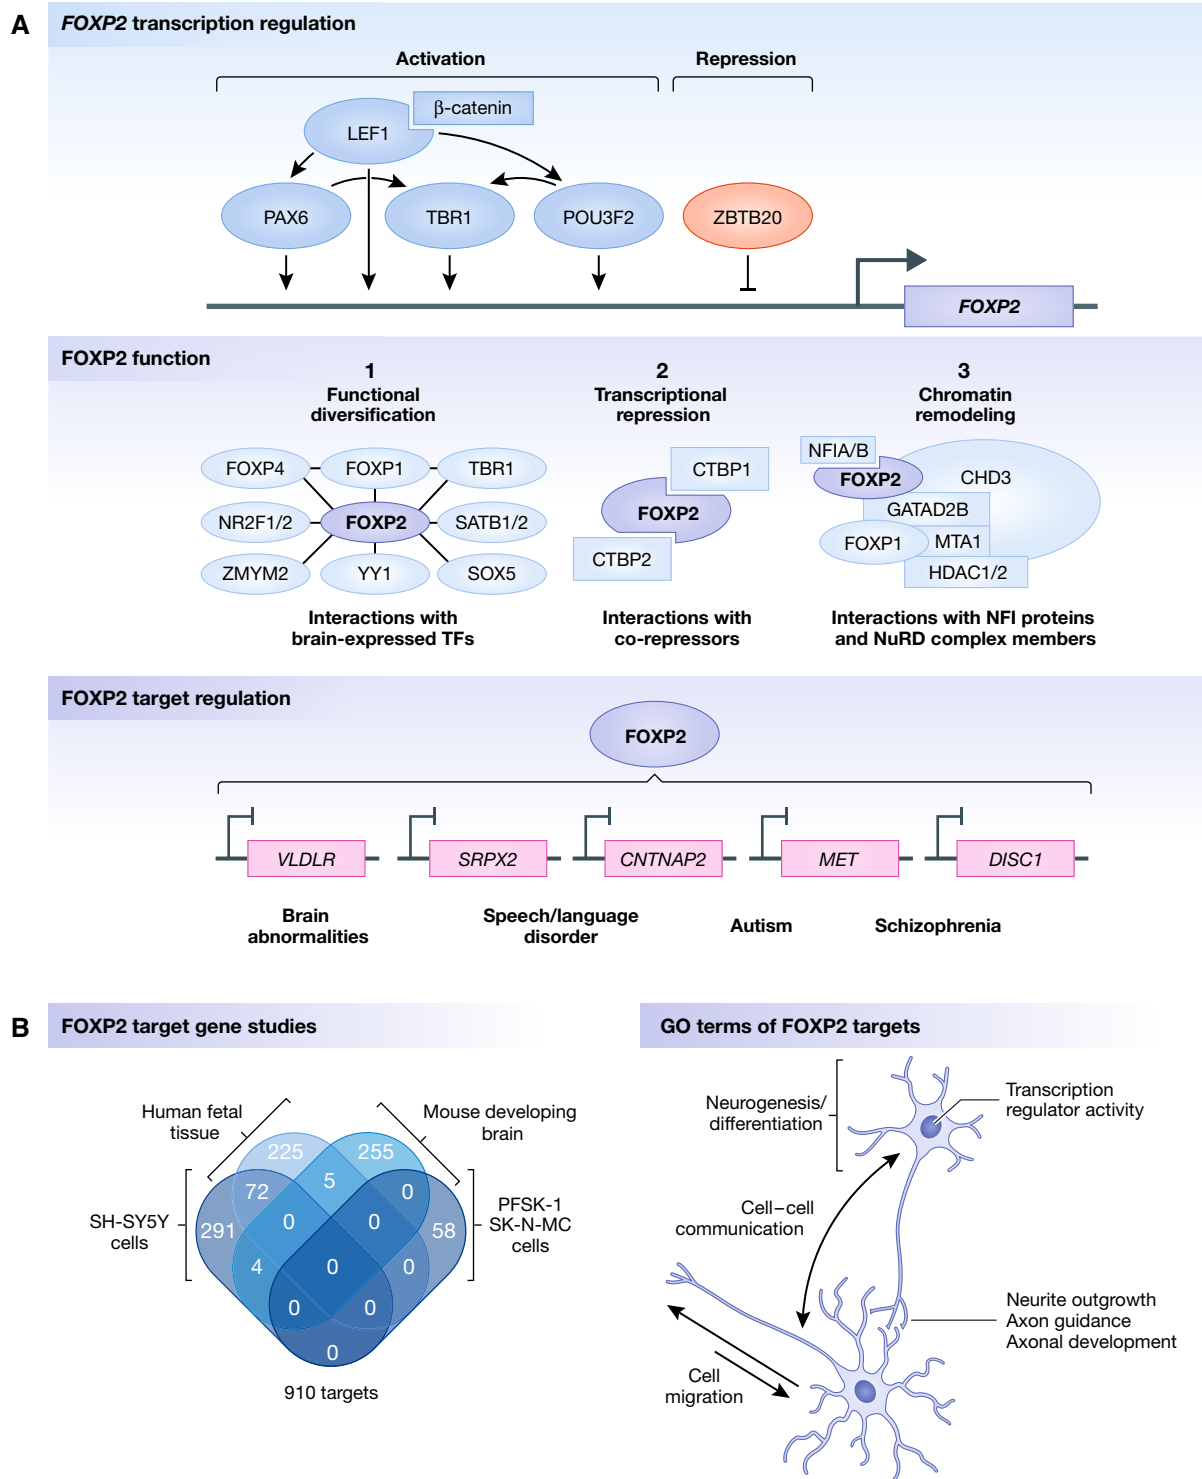 A
FOXP2 transcription regulation
Activation
Repression
β-catenin
LEF1
PAX6
TBR1
POU3F2
ZBTB20
FOXP2
FOXP2 function
1
Functional
diversification
2
Transcriptional
repression
3
Chromatin
remodeling
FOXP4
FOXP1
TBR1
NR2F1/2
FOXP2
SATB1/2
ZMYM2
YY1
SOX5
CTBP1
FOXP2
CTBP2
NFIA/B
FOXP2
CHD3
GATAD2B
FOXP1
MTA1
HDAC1/2
Interactions with
brain-expressed TFs
Interactions with
co-repressors
Interactions with NFI proteins
and NuRD complex members
FOXP2 target regulation
FOXP2
VLDLR
SRPX2
CNTNAP2
MET
DISC1
Brain
abnormalities
Speech/language
disorder
Autism
Schizophrenia
B
FOXP2 target gene studies
Human fetal
tissue
Mouse developing
brain
SH-SY5Y
cells
PFSK-1
SK-N-MC
cells
225
255
72
5
0
291
0
0
58
4
0
0
0
0
0
910 targets
GO terms of FOXP2 targets
Neurogenesis/
differentiation
Transcription
regulator activity
Cell–cell
communication
Neurite outgrowth
Axon guidance
Axonal development
Cell
migration